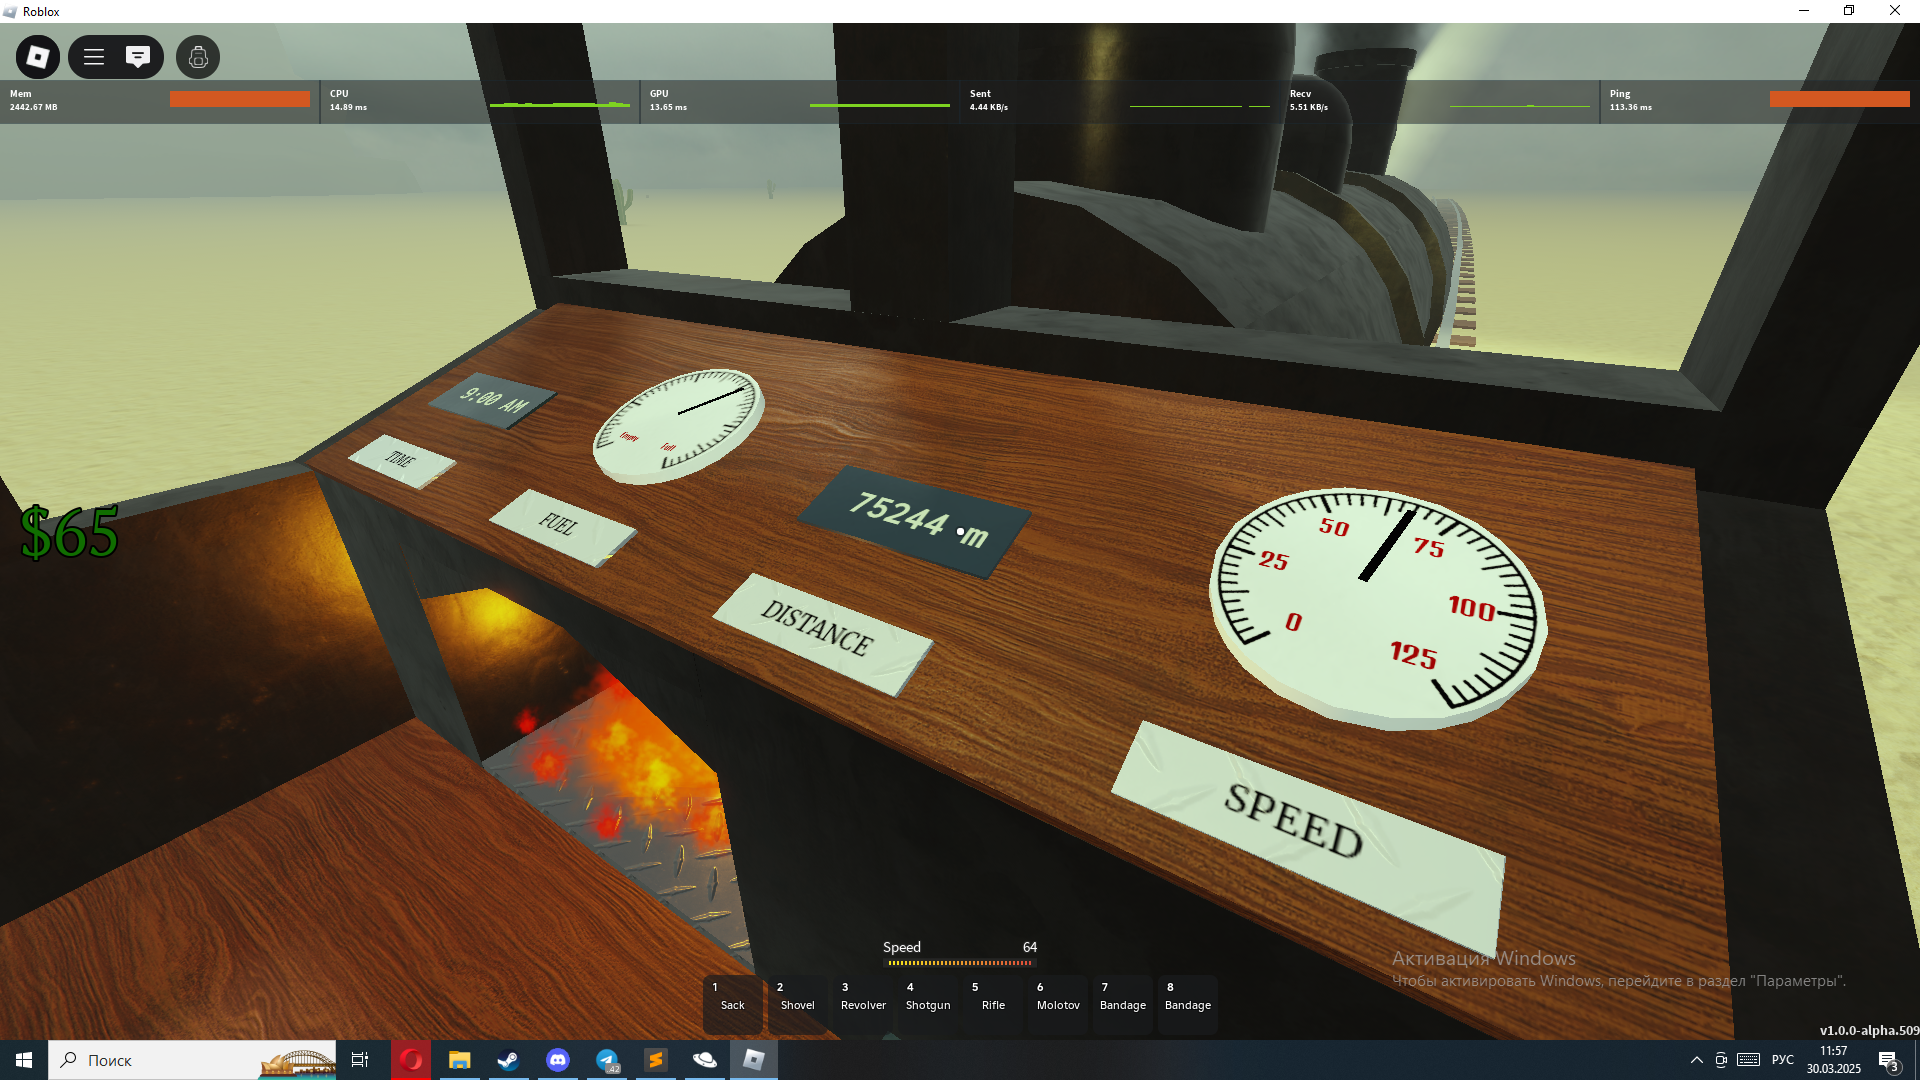 Roblox
Mem
2442.67 MB
CPU
14.89 ms
GPU
13.65 ms
Sent
4.44 KB/s
Recv
5.51 KB/s
Ping
113.36 ms
9:00 AM
TIME
Empty
Full
FUEL
75244 m
DISTANCE
0
25
50
75
100
125
SPEED
$65
Speed 64
1 Sack
2 Shovel
3 Revolver
4 Shotgun
5 Rifle
6 Molotov
7 Bandage
8 Bandage
Активация Windows
Чтобы активировать Windows, перейдите в раздел "Параметры".
v1.0.0-alpha.509
Поиск
42
РУС
11:57
30.03.2025
3